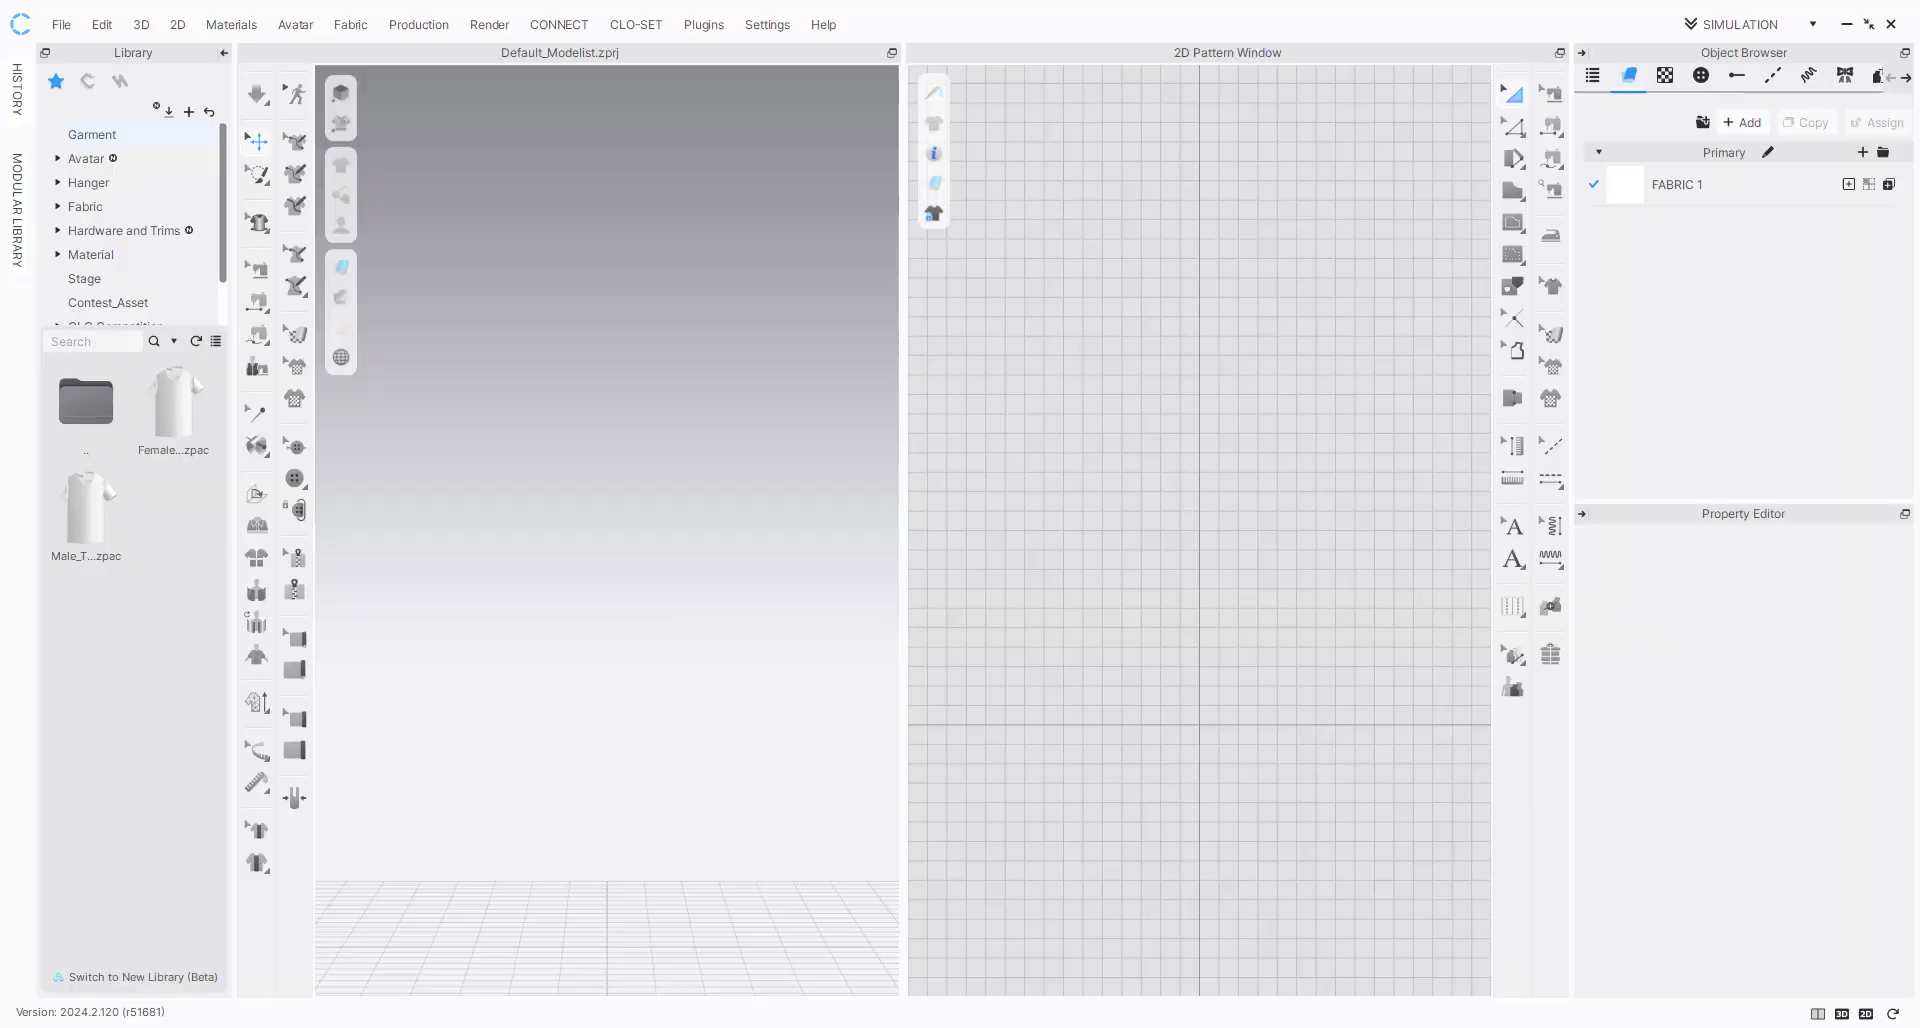 File Edit 3D 2D Materials Avatar Fabric Production Render CONNECT CLO-SET Plugins Settings Help SIMULATION
Library Default_Modelist.zprj 2D Pattern Window Object Browser
HISTORY
MODULAR LIBRARY
Add Copy Assign
Garment
Avatar
Hanger
Fabric
Hardware and Trims
Material
Stage
Contest_Asset
Primary
FABRIC 1
Search
..
Female...zpac
Male_T...zpac
A
A
Property Editor
Switch to New Library (Beta)
Version: 2024.2.120 (r51681)
3D 2D